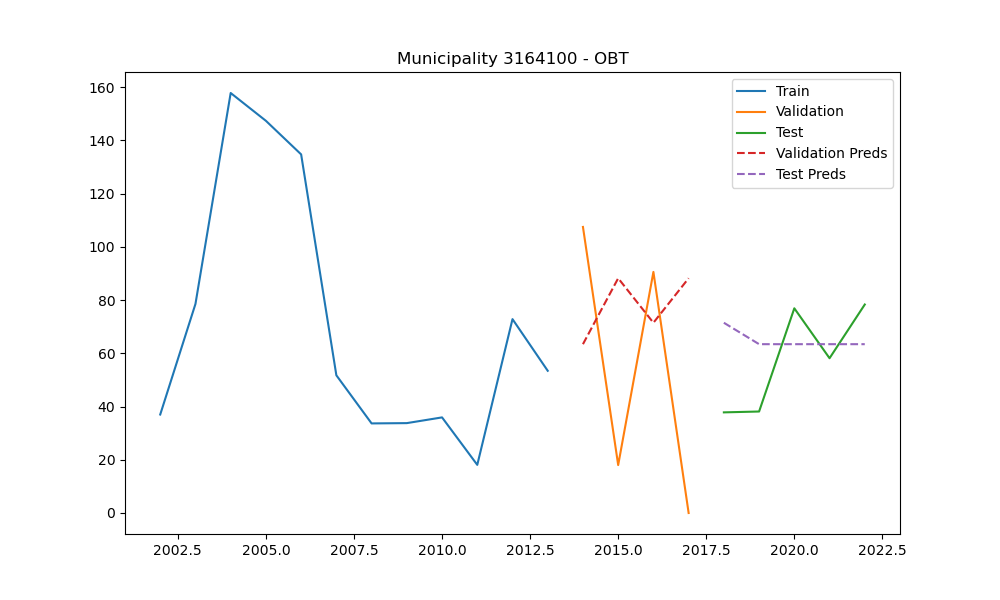 Municipality 3164100 - OBT
160
140
120
100
80
60
40
20
0
2002.5 2005.0 2007.5 2010.0 2012.5 2015.0 2017.5 2020.0 2022.5
Train
Validation
Test
Validation Preds
Test Preds